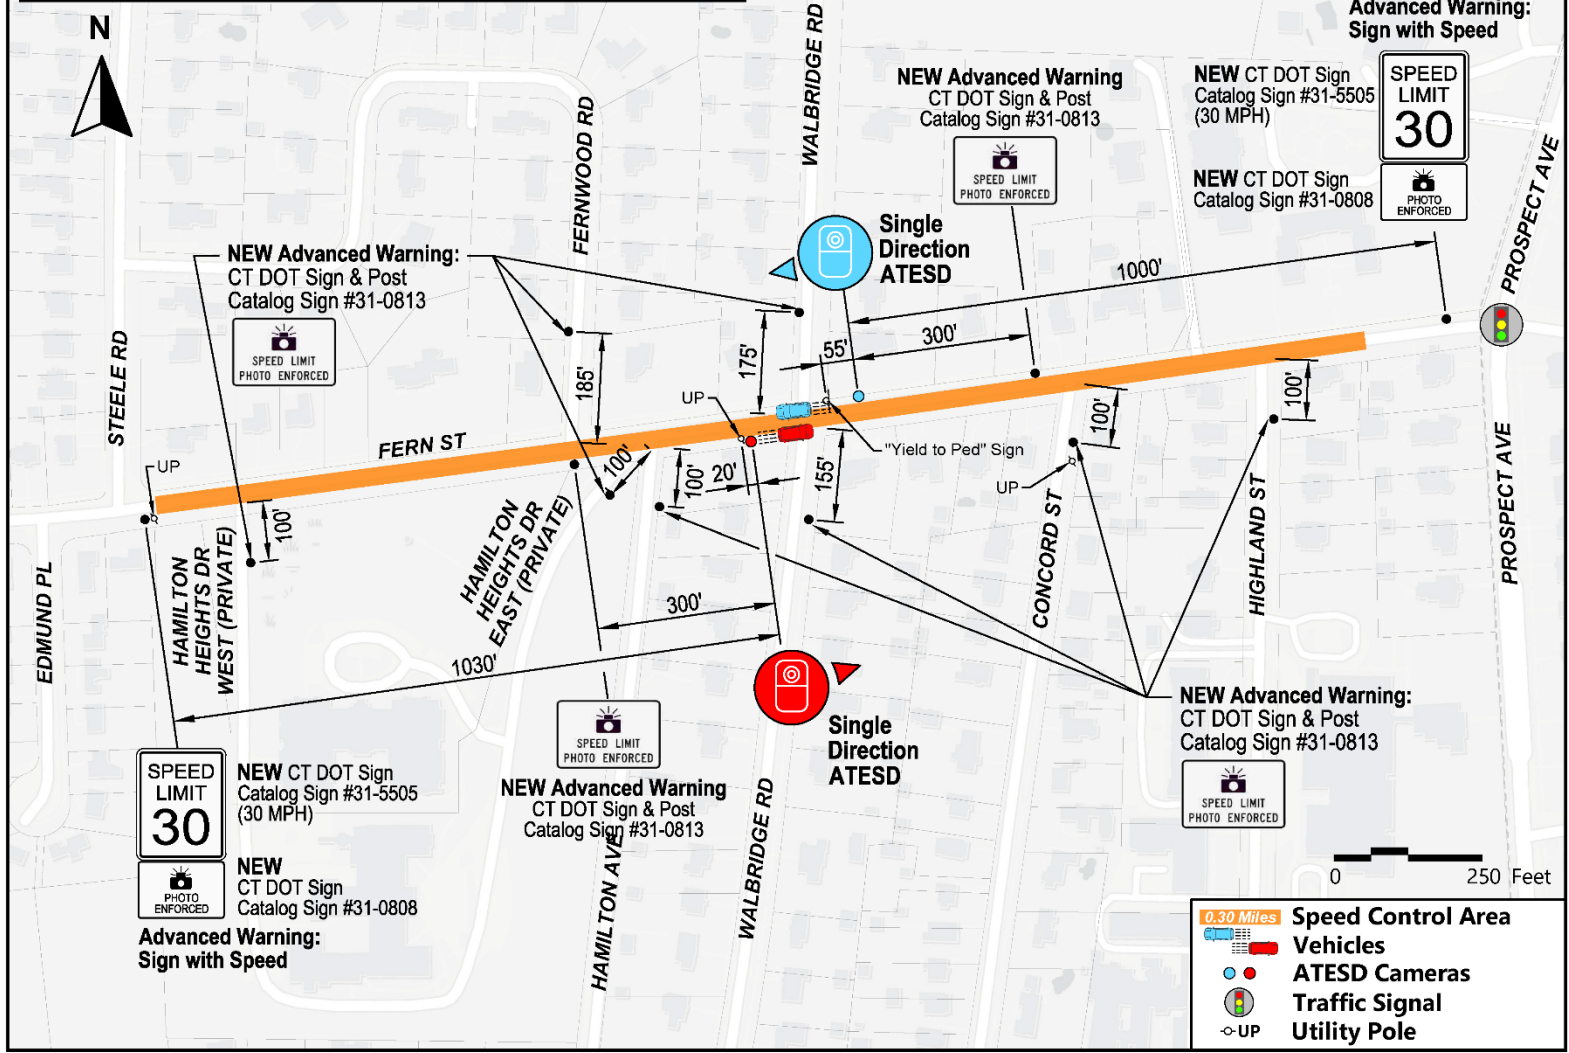 N
STEELE RD
EDMUND PL
FERN ST
FERNWOOD RD
WALBRIDGE RD
PROSPECT AVE
PROSPECT AVE
HIGHLAND ST
CONCORD ST
WALBRIDGE RD
HAMILTON AVE
HAMILTON
HEIGHTS DR
WEST (PRIVATE)
HAMILTON
HEIGHTS DR
EAST (PRIVATE)
NEW Advanced Warning:
CT DOT Sign & Post
Catalog Sign #31-0813
SPEED LIMIT
PHOTO ENFORCED
NEW Advanced Warning
CT DOT Sign & Post
Catalog Sign #31-0813
SPEED LIMIT
PHOTO ENFORCED
Advanced Warning:
Sign with Speed
NEW CT DOT Sign
Catalog Sign #31-5505
(30 MPH)
SPEED
LIMIT
30
NEW CT DOT Sign
Catalog Sign #31-0808
PHOTO
ENFORCED
Single
Direction
ATESD
1000'
300'
55'
175'
185'
UP
"Yield to Ped" Sign
UP
100'
100'
100'
20'
155'
UP
100'
100'
300'
1030'
Single
Direction
ATESD
SPEED LIMIT
PHOTO ENFORCED
NEW Advanced Warning
CT DOT Sign & Post
Catalog Sign #31-0813
NEW Advanced Warning:
CT DOT Sign & Post
Catalog Sign #31-0813
SPEED LIMIT
PHOTO ENFORCED
SPEED
LIMIT
30
NEW CT DOT Sign
Catalog Sign #31-5505
(30 MPH)
PHOTO
ENFORCED
NEW
CT DOT Sign
Catalog Sign #31-0808
Advanced Warning:
Sign with Speed
0 250 Feet
0.30 Miles Speed Control Area
Vehicles
ATESD Cameras
Traffic Signal
UP Utility Pole